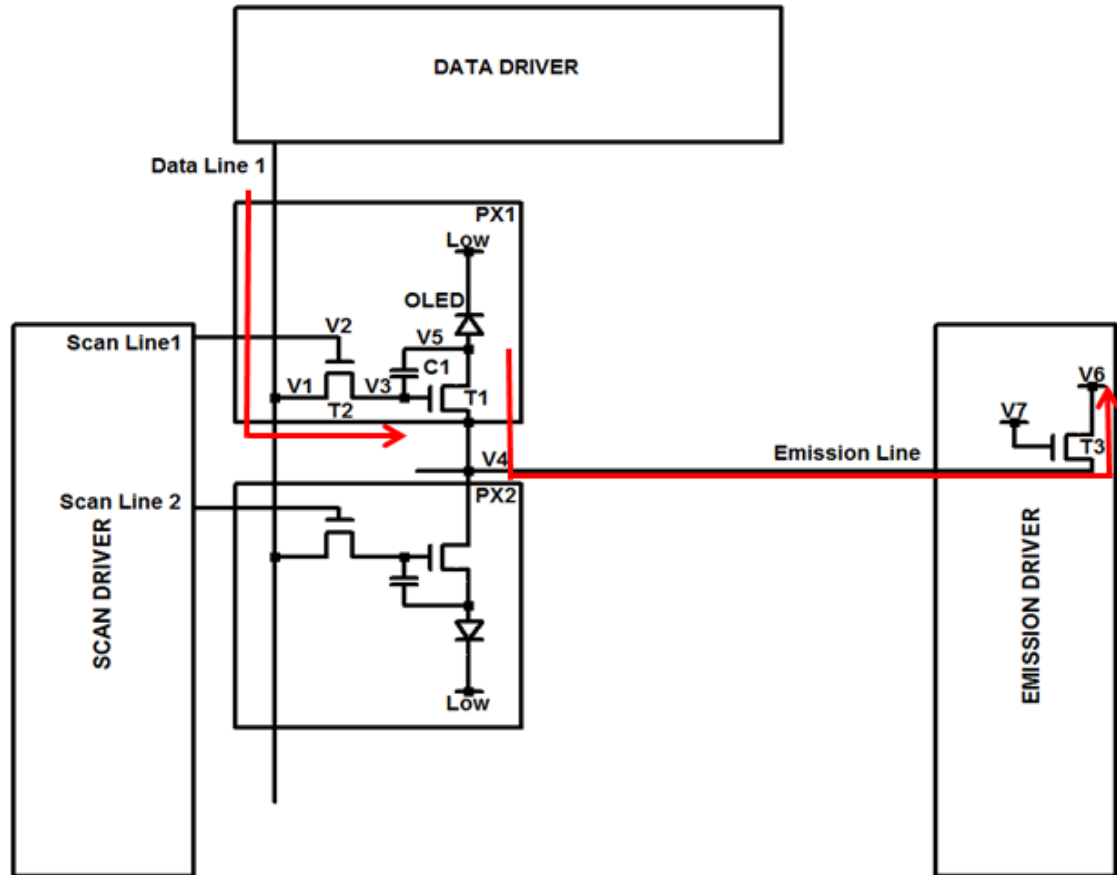 DATA DRIVER
Data Line 1
PX1
Low
OLED
Scan Line1
V2
V5
C1
V1
V3
T1
T2
V6
V7
T3
V4
Emission Line
PX2
Scan Line 2
SCAN DRIVER
EMISSION DRIVER
Low